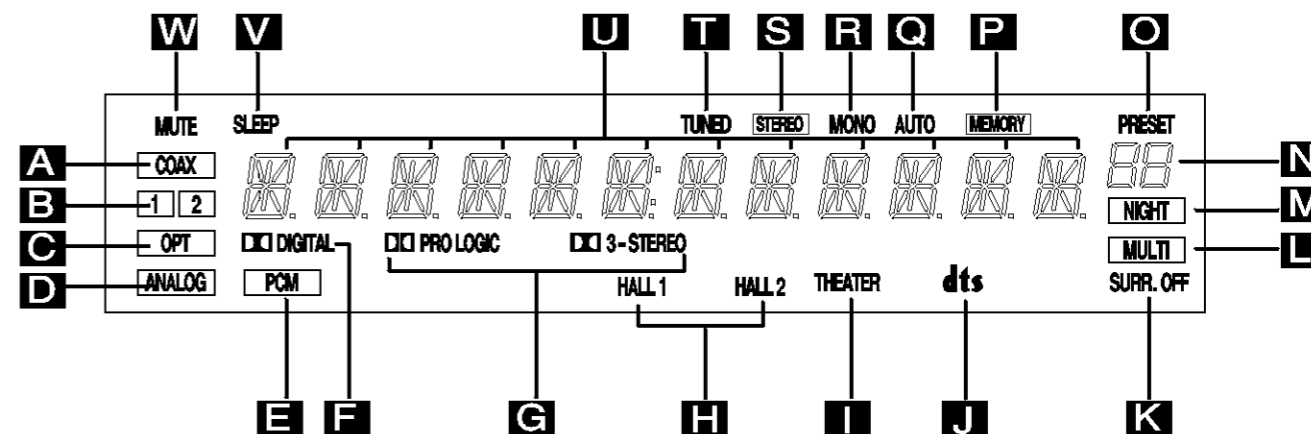 W V U T S R Q P O
MUTE SLEEP TUNED STEREO MONO AUTO MEMORY PRESET
A COAX N
B 1 2 NIGHT M
C OPT DIGITAL PRO LOGIC 3-STEREO MULTI L
D ANALOG PCM HALL 1 HALL 2 THEATER dts SURR. OFF
E F G H I J K